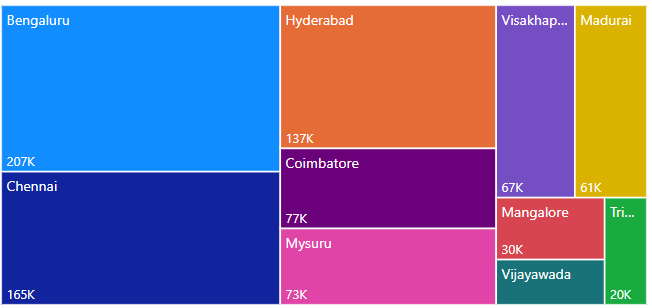 Bengaluru
207K
Chennai
165K
Hyderabad
137K
Coimbatore
77K
Mysuru
73K
Visakhap...
67K
Madurai
61K
Mangalore
30K
Vijayawada
Tri...
20K